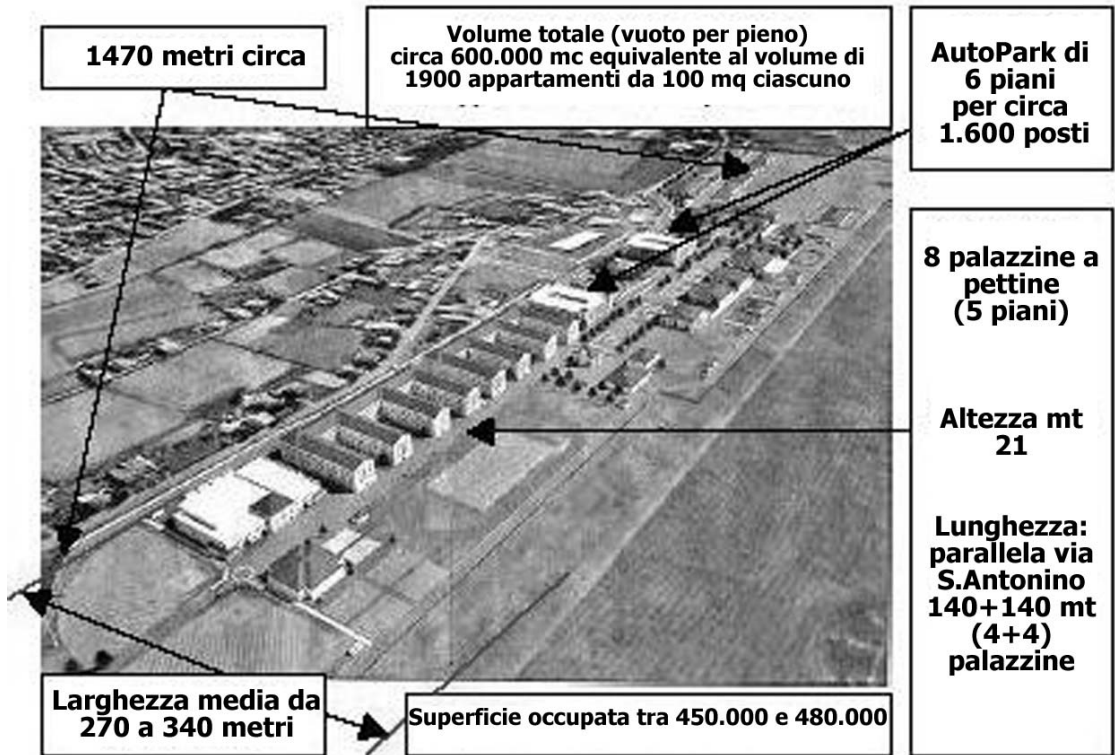 1470 metri circa
Volume totale (vuoto per pieno)
circa 600.000 mc equivalente al volume di
1900 appartamenti da 100 mq ciascuno
AutoPark di
6 piani
per circa
1.600 posti
8 palazzine a
pettine
(5 piani)
Altezza mt
21
Lunghezza:
parallela via
S.Antonino
140+140 mt
(4+4)
palazzine
Larghezza media da
270 a 340 metri
Superficie occupata tra 450.000 e 480.000